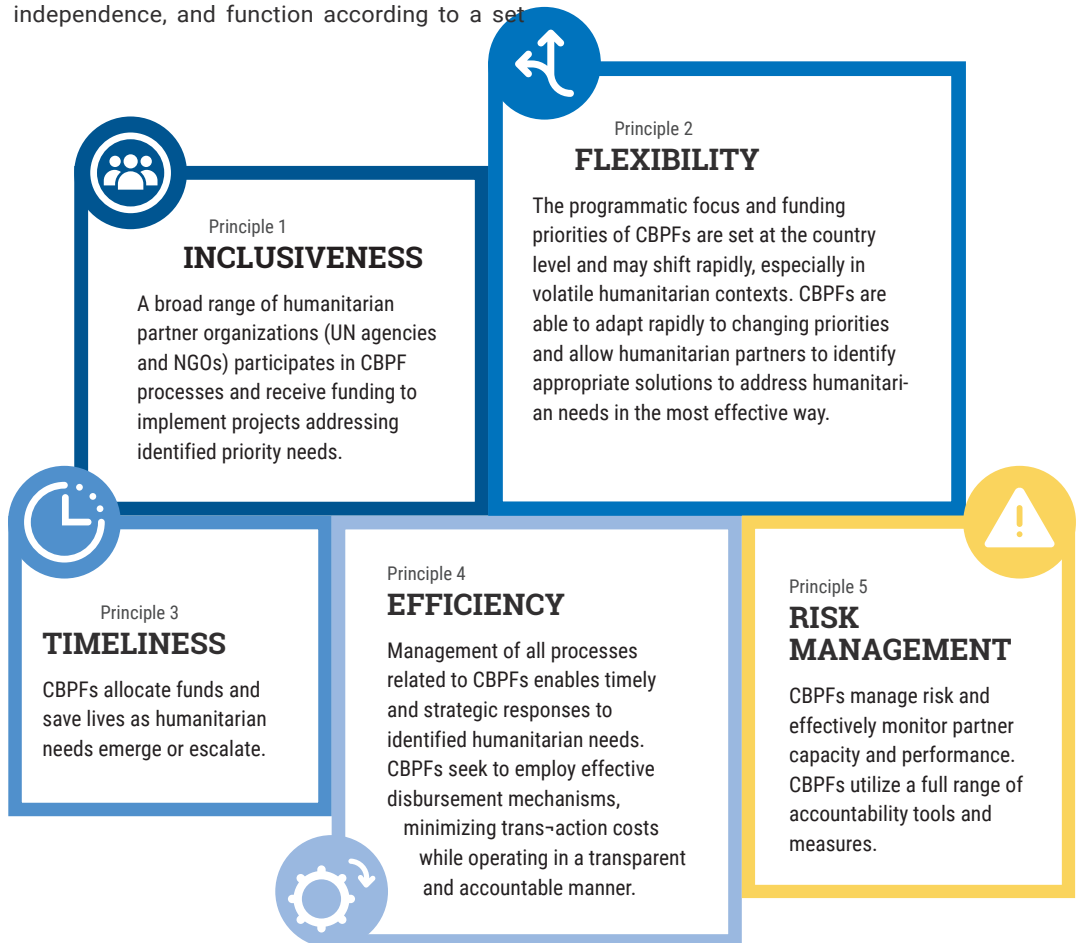 independence, and function according to a set
Principle 1
INCLUSIVENESS
A broad range of humanitarian
partner organizations (UN agencies
and NGOs) participates in CBPF
processes and receive funding to
implement projects addressing
identified priority needs.
Principle 2
FLEXIBILITY
The programmatic focus and funding
priorities of CBPFs are set at the country
level and may shift rapidly, especially in
volatile humanitarian contexts. CBPFs are
able to adapt rapidly to changing priorities
and allow humanitarian partners to identify
appropriate solutions to address humanitari-
an needs in the most effective way.
Principle 3
TIMELINESS
CBPFs allocate funds and
save lives as humanitarian
needs emerge or escalate.
Principle 4
EFFICIENCY
Management of all processes
related to CBPFs enables timely
and strategic responses to
identified humanitarian needs.
CBPFs seek to employ effective
disbursement mechanisms,
minimizing trans¬action costs
while operating in a transparent
and accountable manner.
Principle 5
RISK
MANAGEMENT
CBPFs manage risk and
effectively monitor partner
capacity and performance.
CBPFs utilize a full range of
accountability tools and
measures.